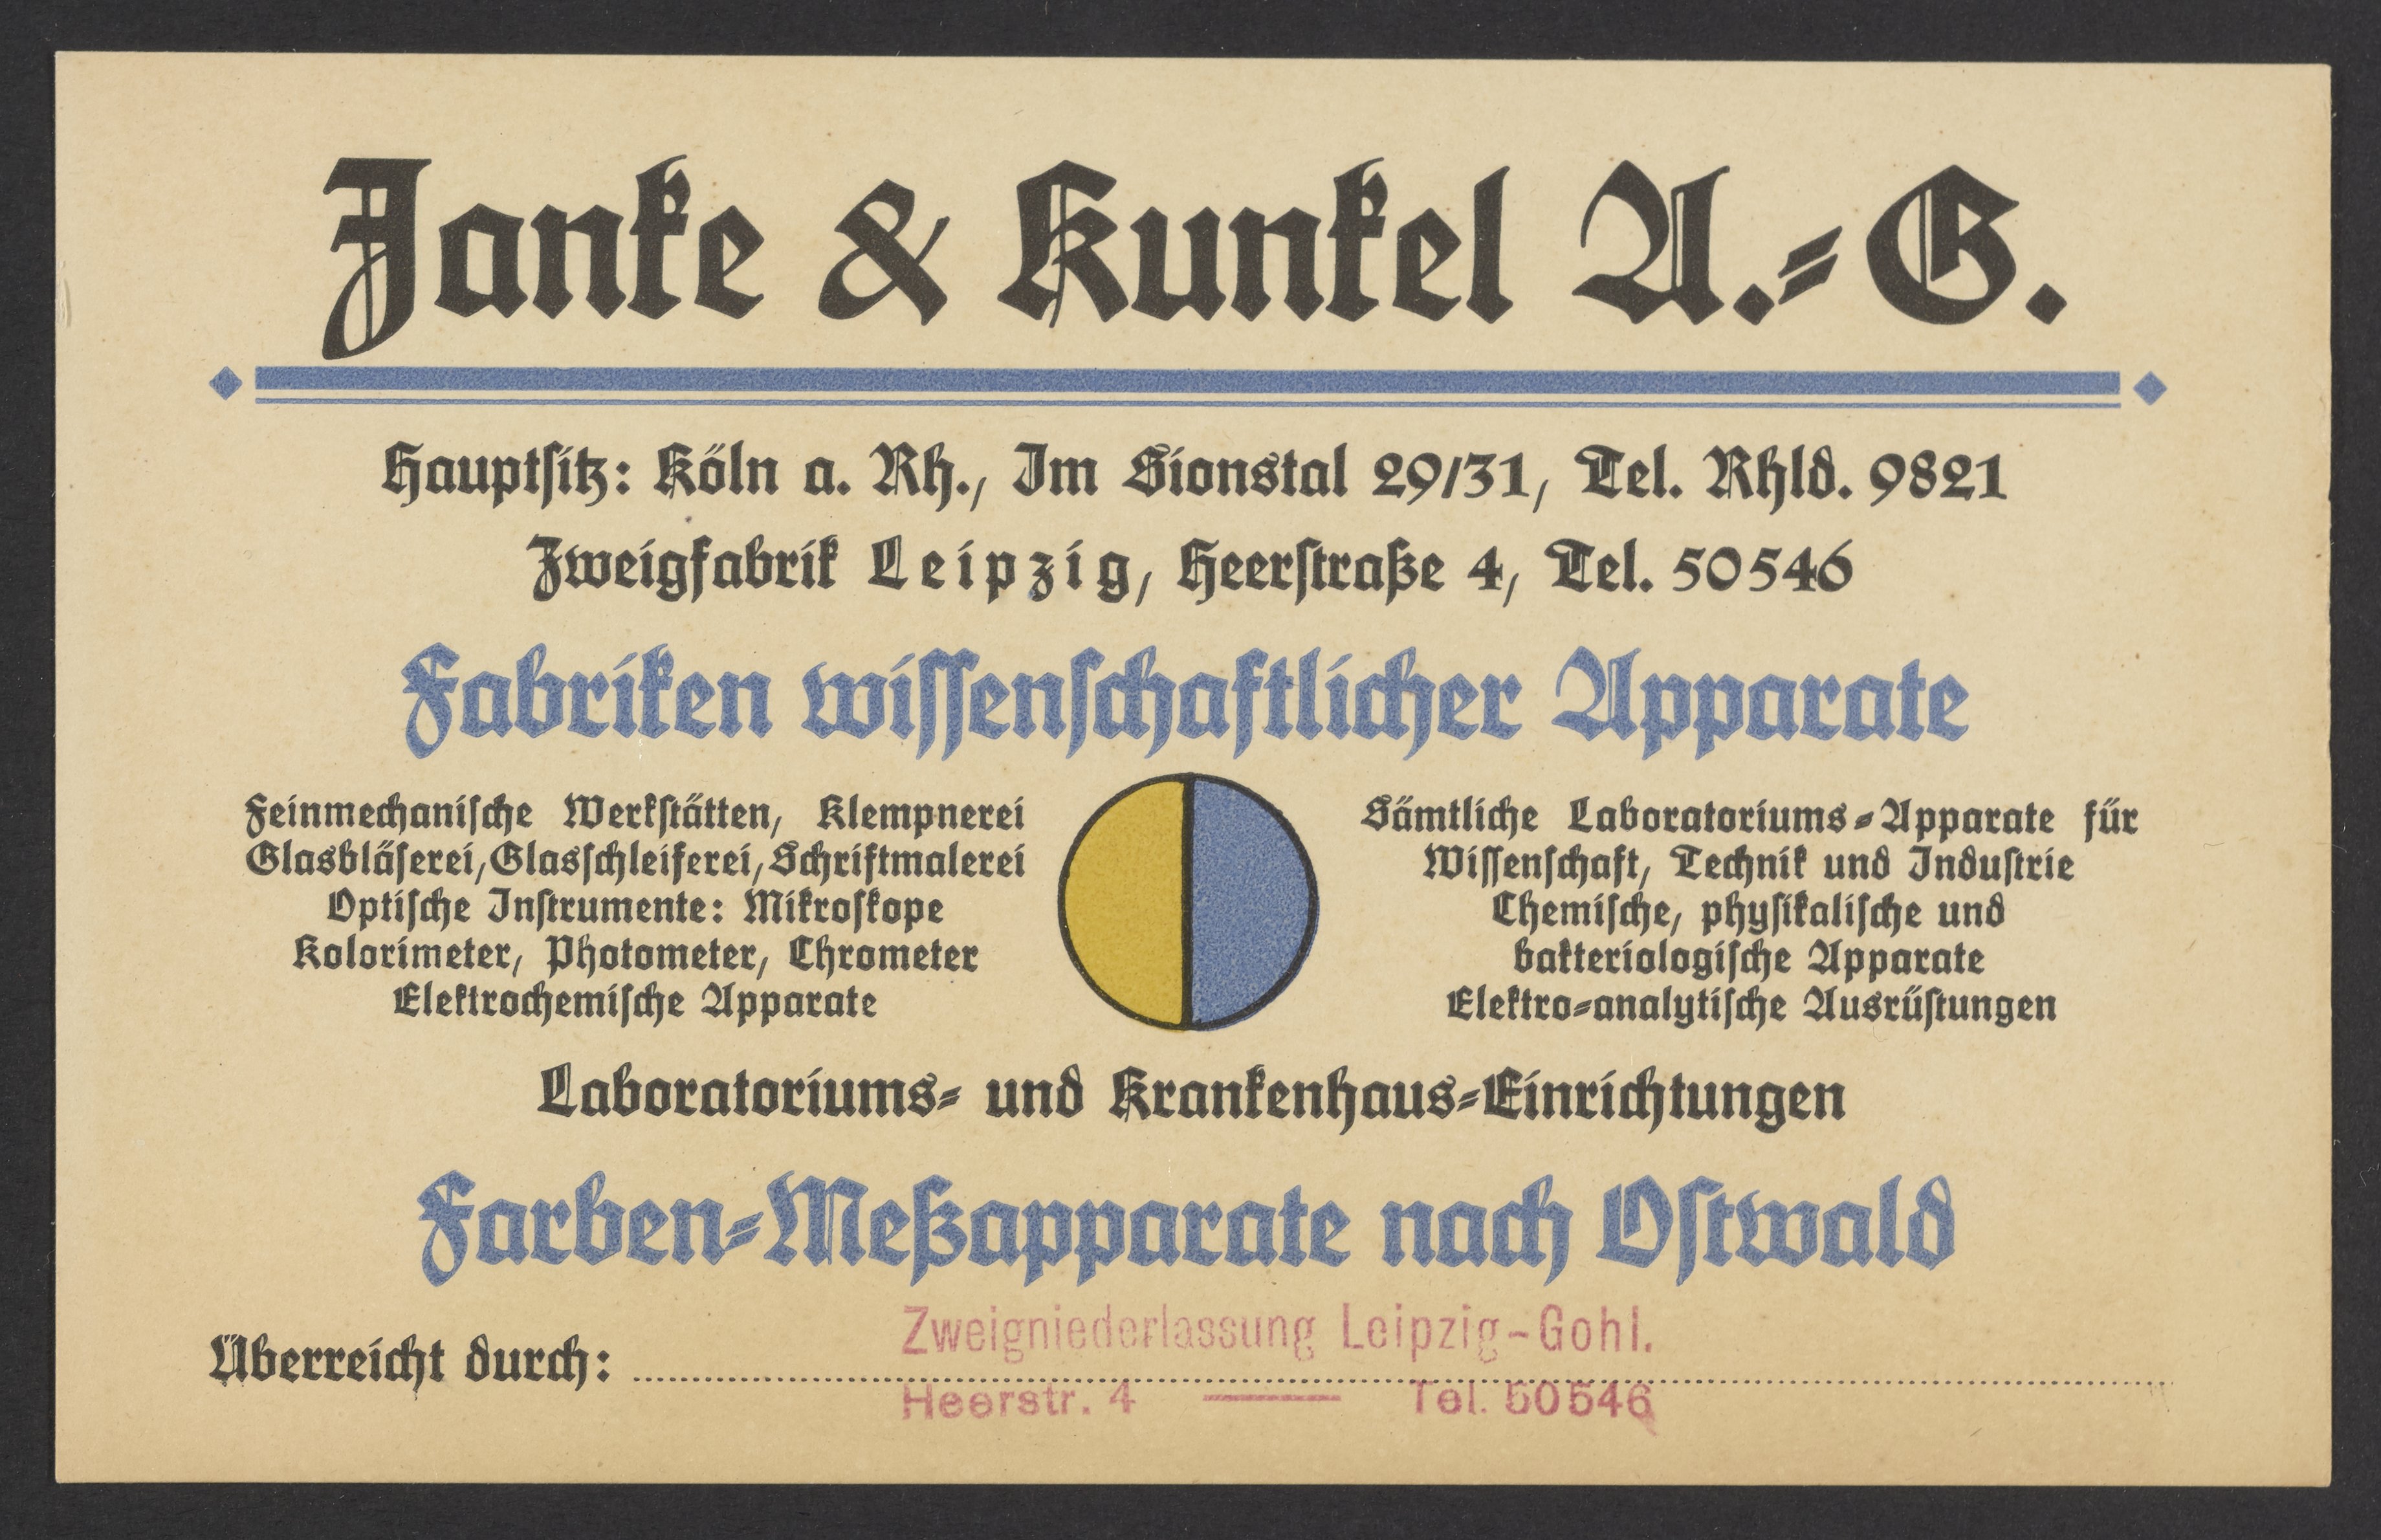 Janke & Kunkel A.-G.
Hauptsitz: Köln a. Rh., Im Sionstal 29/31, Tel. Rhld. 9821
Zweigfabrik Leipzig, Heerstraße 4, Tel. 50546
Fabriken wissenschaftlicher Apparate
Feinmechanische Werkstätten, Klempnerei
Glasbläserei, Glasschleiferei, Schriftmalerei
Optische Instrumente: Mikroskope
Kolorimeter, Photometer, Chrometer
Elektrochemische Apparate
Sämtliche Laboratoriums-Apparate für
Wissenschaft, Technik und Industrie
Chemische, physikalische und
bakteriologische Apparate
Elektro-analytische Ausrüstungen
Laboratoriums- und Krankenhaus-Einrichtungen
Farben-Meßapparate nach Ostwald
Überreicht durch:
Zweigniederlassung Leipzig-Gohl.
Heerstr. 4 — Tel. 50546